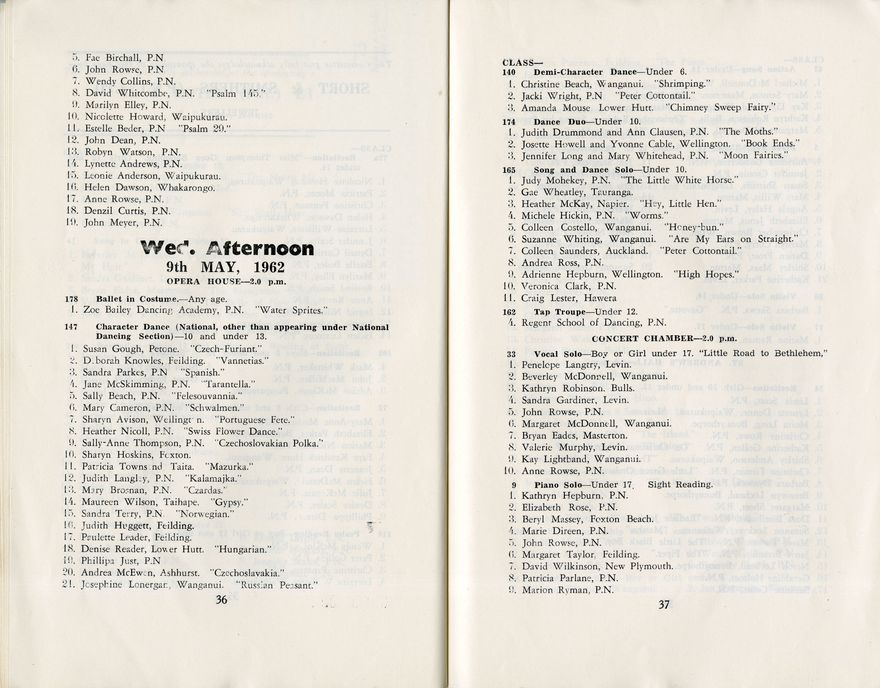 5. Fae Birchall, P.N
6. John Rowse, P.N
7. Wendy Collins, P.N.
8. David Whitcombe, P.N. "Psalm 145."
9. Marilyn Elley, P.N.
10. Nicolette Howard, Waipukurau.
11. Estelle Beder, P.N "Psalm 29."
12. John Dean, P.N.
13. Robyn Watson, P.N.
14. Lynette Andrews, P.N.
15. Leonie Anderson, Waipukurau.
16. Helen Dawson, Whakarongo.
17. Anne Rowse, P.N.
18. Denzil Curtis, P.N.
19. John Meyer, P.N.
Wed. Afternoon
9th MAY, 1962
OPERA HOUSE—2.0 p.m.
178 Ballet in Costume.—Any age.
1. Zoe Bailey Dancing Academy, P.N. "Water Sprites."
147 Character Dance (National, other than appearing under National
Dancing Section)—10 and under 13.
1. Susan Gough, Petone. "Czech-Furiant."
2. Deborah Knowles, Feilding. "Vannetias."
3. Sandra Parkes, P.N "Spanish."
4. Jane McSkimming, P.N. "Tarantella."
5. Sally Beach, P.N. "Felesouvannia."
6. Mary Cameron, P.N. "Schwalmen."
7. Sharyn Avison, Wellington. "Portuguese Fete."
8. Heather Nicoll, P.N. "Swiss Flower Dance."
9. Sally-Anne Thompson, P.N. "Czechoslovakian Polka."
10. Sharyn Hoskins, Foxton.
11. Patricia Townsend Taita. "Mazurka."
12. Judith Langley, P.N. "Kalamajka."
13. Mary Brosnan, P.N. "Czardas."
14. Maureen Wilson, Taihape. "Gypsy."
15. Sandra Terry, P.N "Norwegian."
16. Judith Huggett, Feilding.
17. Paulette Leader, Feilding.
18. Denise Reader, Lower Hutt. "Hungarian."
19. Phillipa Just, P.N
20. Andrea McEwen, Ashhurst. "Czechoslavakia."
21. Josephine Lonergan, Wanganui. "Russian Peasant."
36
CLASS—
140 Demi-Character Dance—Under 6.
1. Christine Beach, Wanganui. "Shrimping."
2. Jacki Wright, P.N "Peter Cottontail."
3. Amanda Mouse Lower Hutt. "Chimney Sweep Fairy."
174 Dance Duo—Under 10.
1. Judith Drummond and Ann Clausen, P.N. "The Moths."
2. Josette Howell and Yvonne Cable, Wellington. "Book Ends."
3. Jennifer Long and Mary Whitehead, P.N. "Moon Fairies."
165 Song and Dance Solo—Under 10.
1. Judy Mohekey, P.N. "The Little White Horse."
2. Gae Wheatley, Tauranga.
3. Heather McKay, Napier. "Hey, Little Hen."
4. Michele Hickin, P.N. "Worms."
5. Colleen Costello, Wanganui. "Honey-bun."
6. Suzanne Whiting, Wanganui. "Are My Ears on Straight."
7. Colleen Saunders, Auckland. "Peter Cottontail."
8. Andrea Ross, P.N.
9. Adrienne Hepburn, Wellington. "High Hopes."
10. Veronica Clark, P.N.
11. Craig Lester, Hawera
162 Tap Troupe—Under 12.
4. Regent School of Dancing, P.N.
CONCERT CHAMBER—2.0 p.m.
33 Vocal Solo—Boy or Girl under 17. "Little Road to Bethlehem,"
1. Penelope Langtry, Levin.
2. Beverley McDonnell, Wanganui.
3. Kathryn Robinson. Bulls.
4. Sandra Gardiner, Levin.
5. John Rowse, P.N.
6. Margaret McDonnell, Wanganui.
7. Bryan Eades, Masterton.
8. Valerie Murphy, Levin.
9. Kay Lightband, Wanganui.
10. Anne Rowse, P.N.
9 Piano Solo—Under 17. Sight Reading.
1. Kathryn Hepburn, P.N.
2. Elizabeth Rose, P.N.
3. Beryl Massey, Foxton Beach.
4. Marie Direen, P.N.
5. John Rowse, P.N.
6. Margaret Taylor, Feilding.
7. David Wilkinson, New Plymouth.
8. Patricia Parlane, P.N.
9. Marion Ryman, P.N.
37